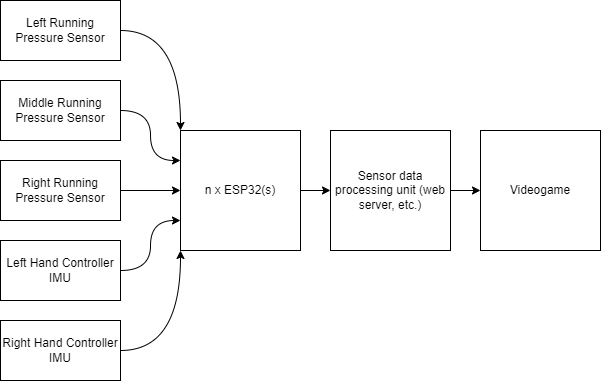 Left Running
Pressure Sensor
Middle Running
Pressure Sensor
Right Running
Pressure Sensor
Left Hand Controller
IMU
Right Hand Controller
IMU
n x ESP32(s)
Sensor data
processing unit (web
server, etc.)
Videogame